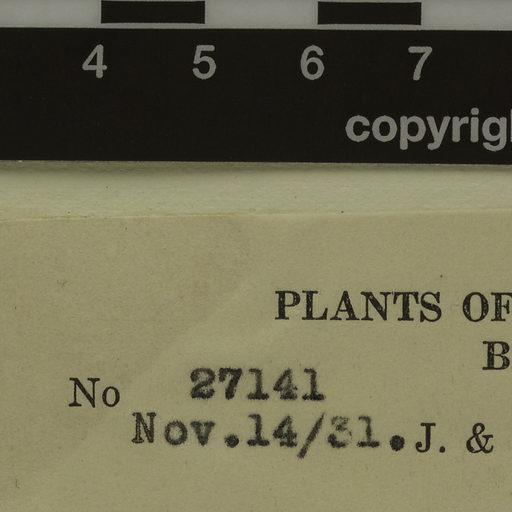 4 5 6 7
copyrig
PLANTS OF
B
No 27141
Nov.14/31. J. &